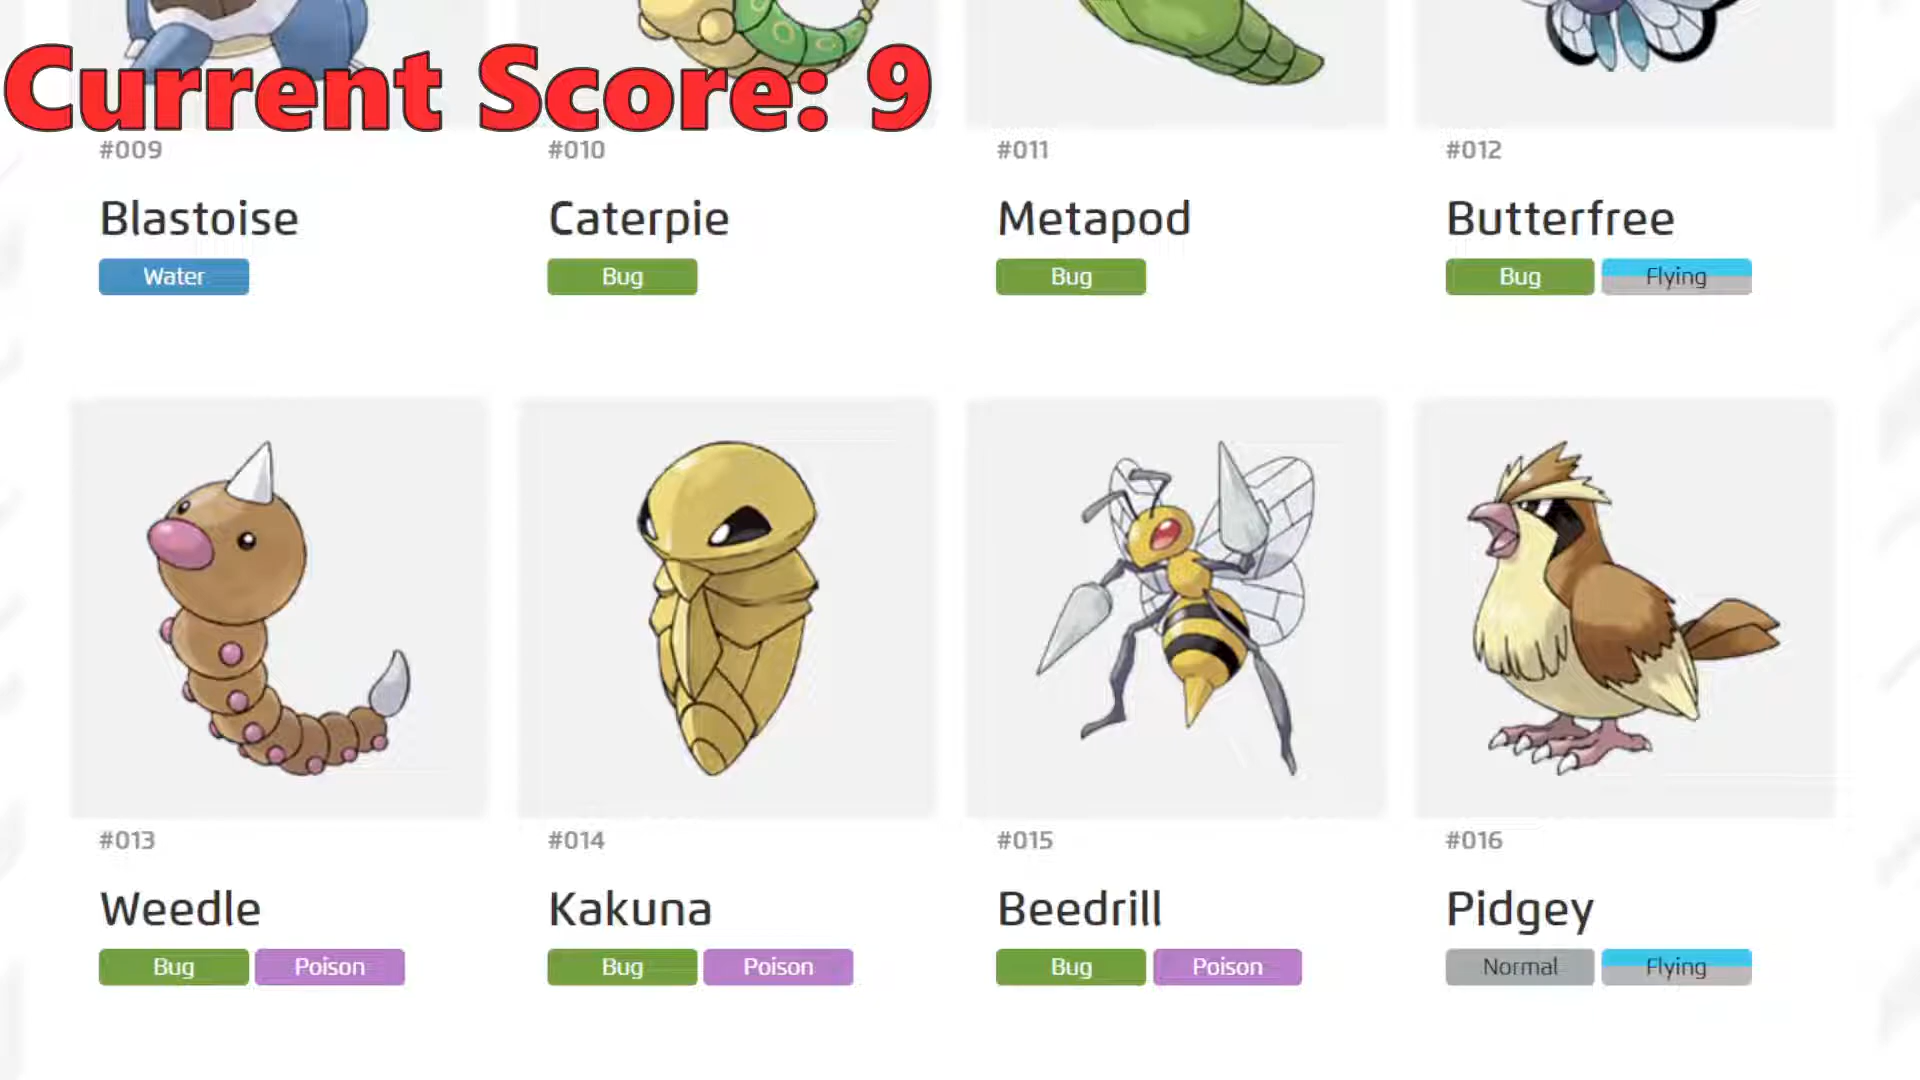 Current Score: 9
#009
#010
#011
#012
Blastoise
Caterpie
Metapod
Butterfree
Water
Bug
Bug
Bug
Flying
#013
#014
#015
#016
Weedle
Kakuna
Beedrill
Pidgey
Bug
Poison
Bug
Poison
Bug
Poison
Normal
Flying